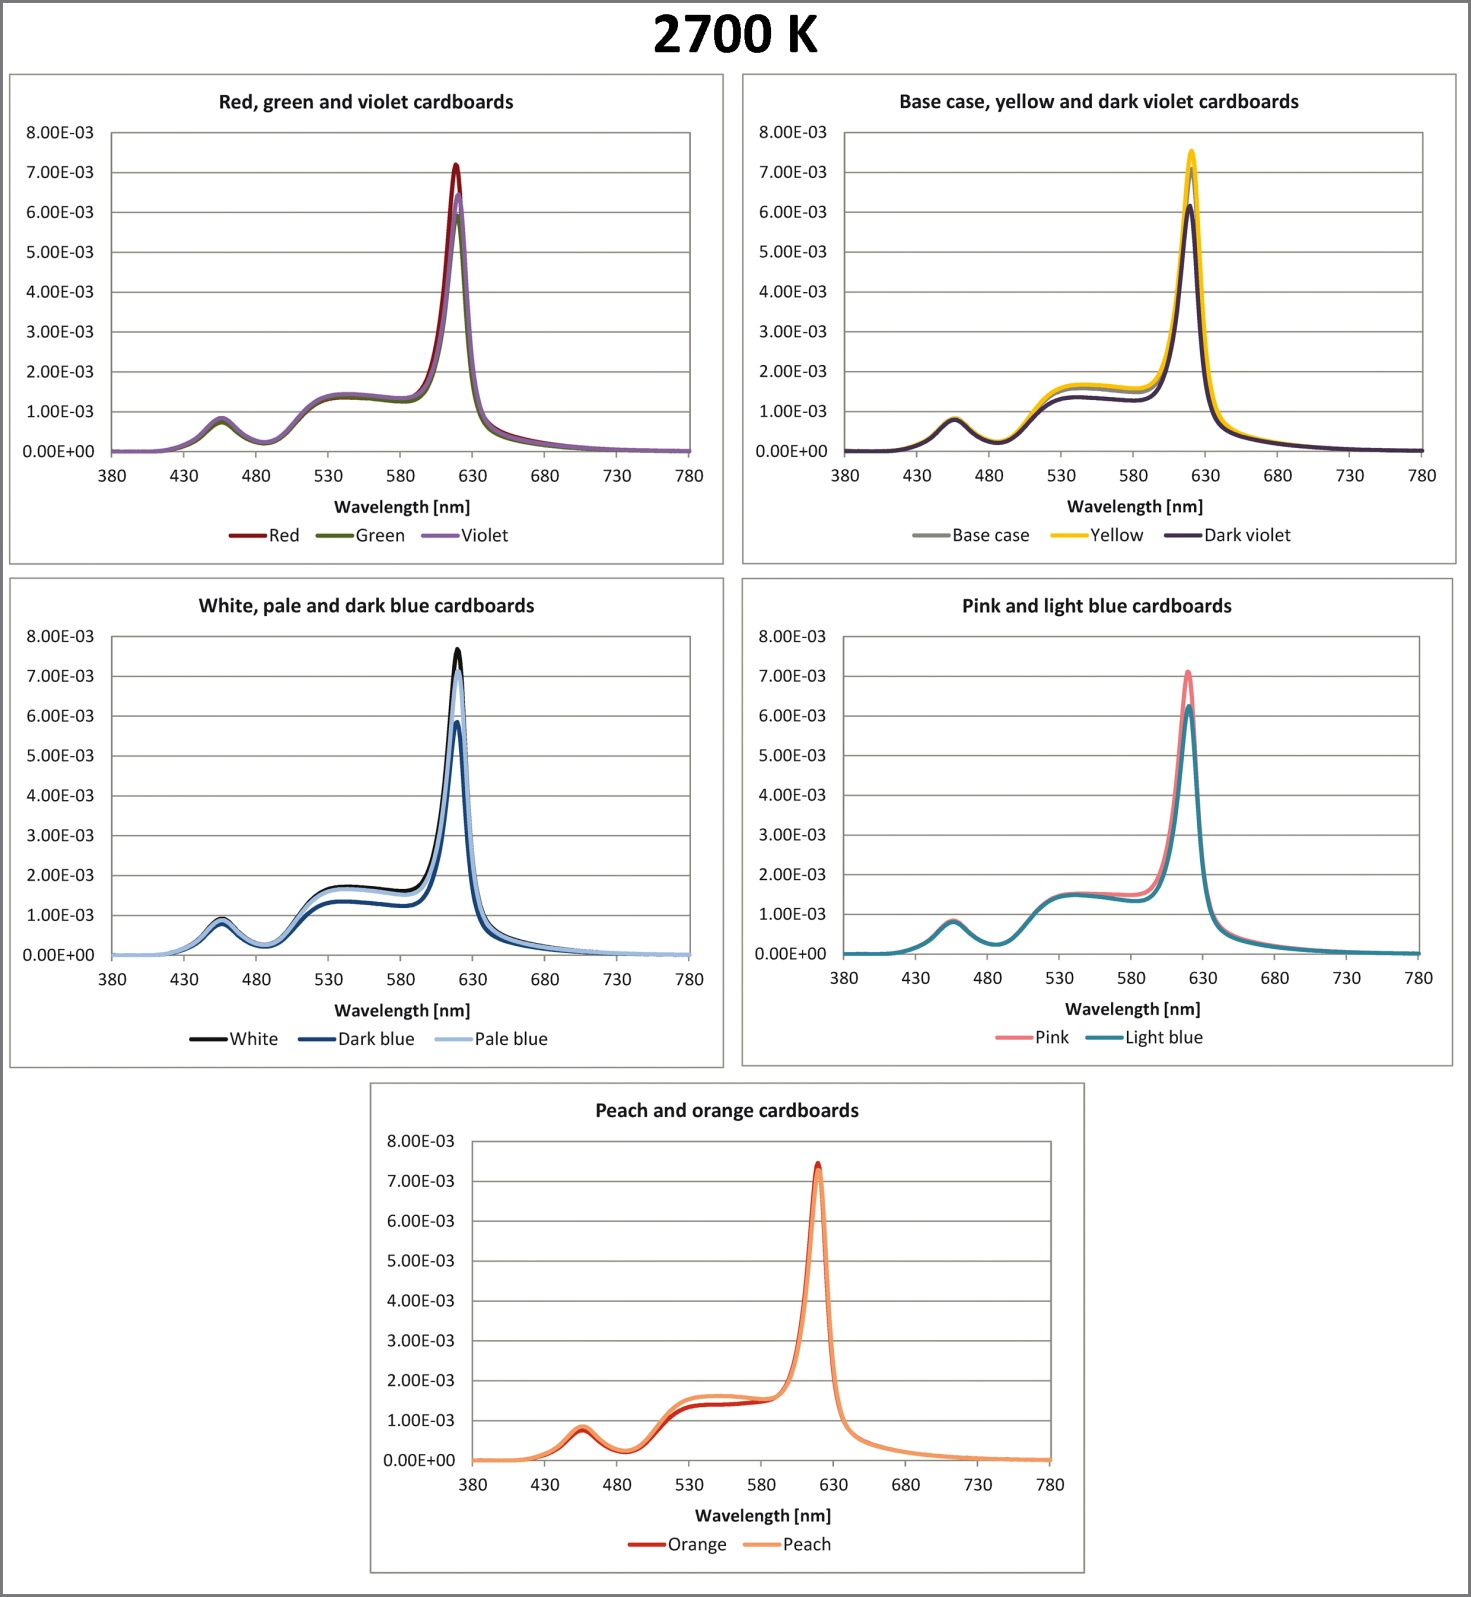 2700 K
Red, green and violet cardboards
8.00E-03
7.00E-03
6.00E-03
5.00E-03
4.00E-03
3.00E-03
2.00E-03
1.00E-03
0.00E+00
380 430 480 530 580 630 680 730 780
Wavelength [nm]
Red Green Violet
Base case, yellow and dark violet cardboards
8.00E-03
7.00E-03
6.00E-03
5.00E-03
4.00E-03
3.00E-03
2.00E-03
1.00E-03
0.00E+00
380 430 480 530 580 630 680 730 780
Wavelength [nm]
Base case Yellow Dark violet
White, pale and dark blue cardboards
8.00E-03
7.00E-03
6.00E-03
5.00E-03
4.00E-03
3.00E-03
2.00E-03
1.00E-03
0.00E+00
380 430 480 530 580 630 680 730 780
Wavelength [nm]
White Dark blue Pale blue
Pink and light blue cardboards
8.00E-03
7.00E-03
6.00E-03
5.00E-03
4.00E-03
3.00E-03
2.00E-03
1.00E-03
0.00E+00
380 430 480 530 580 630 680 730 780
Wavelength [nm]
Pink Light blue
Peach and orange cardboards
8.00E-03
7.00E-03
6.00E-03
5.00E-03
4.00E-03
3.00E-03
2.00E-03
1.00E-03
0.00E+00
380 430 480 530 580 630 680 730 780
Wavelength [nm]
Orange Peach